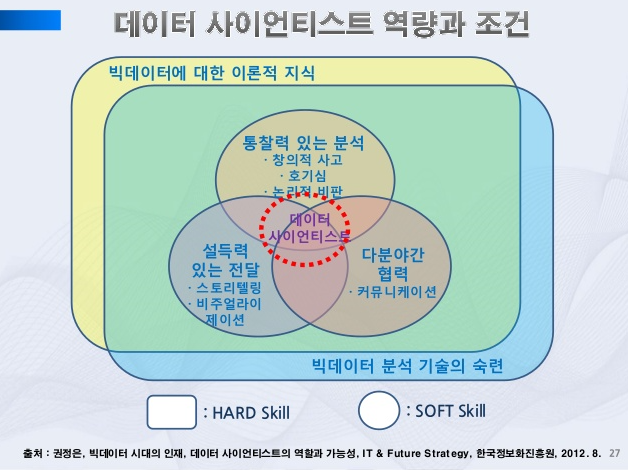 데이터 사이언티스트 역량과 조건
빅데이터에 대한 이론적 지식
통찰력 있는 분석
· 창의적 사고
· 호기심
· 논리적 비판
데이터
사이언티스트
설득력
있는 전달
· 스토리텔링
· 비주얼라이
제이션
다분야간
협력
· 커뮤니케이션
빅데이터 분석 기술의 숙련
: HARD Skill
: SOFT Skill
출처 : 권정은, 빅데이터 시대의 인재, 데이터 사이언티스트의 역할과 가능성, IT & Future Strategy, 한국정보화진흥원, 2012. 8.
27